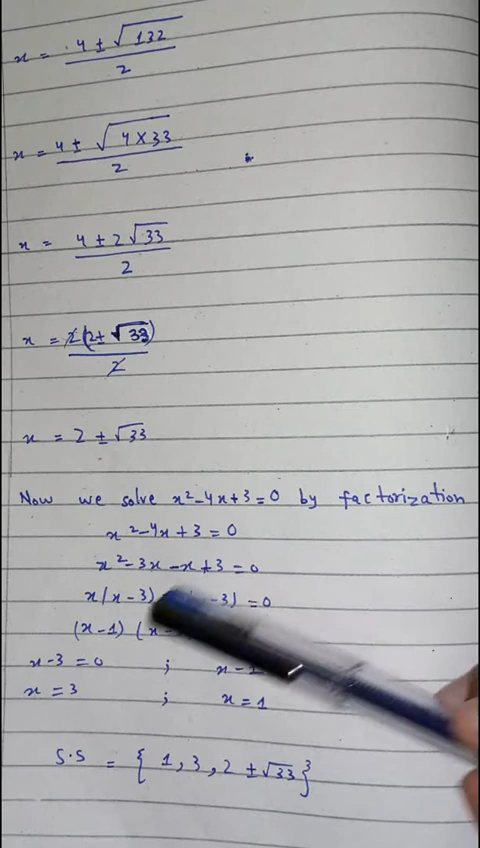 x = 4 ± √132 / 2
x = 4 ± √4×33 / 2
x = 4 ± 2√33 / 2
x = 2(2 ± √33) / 2
x = 2 ± √33
Now we solve x²-4x+3=0 by factorization
x²-4x+3=0
x²-3x-x+3=0
x(x-3) -3)=0
(x-1) (x
x-3=0 ; x-1
x=3 ; x=1
S.S = { 1, 3, 2 ± √33 }